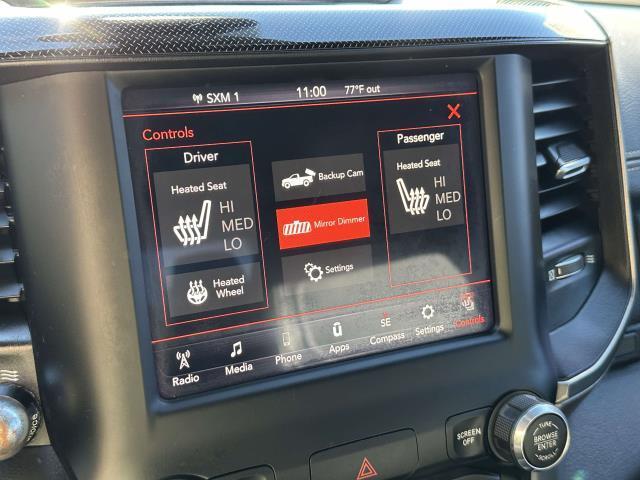 SXM 1 11:00 77°F out
Controls
X
Driver
Heated Seat
HI
MED
LO
Heated
Wheel
Backup Cam
Mirror Dimmer
Settings
Passenger
Heated Seat
HI
MED
LO
Radio
Media
Phone
Apps
SE
Compass
Settings
Controls
SCREEN
OFF
TUNE
BROWSE
ENTER
SCROLL